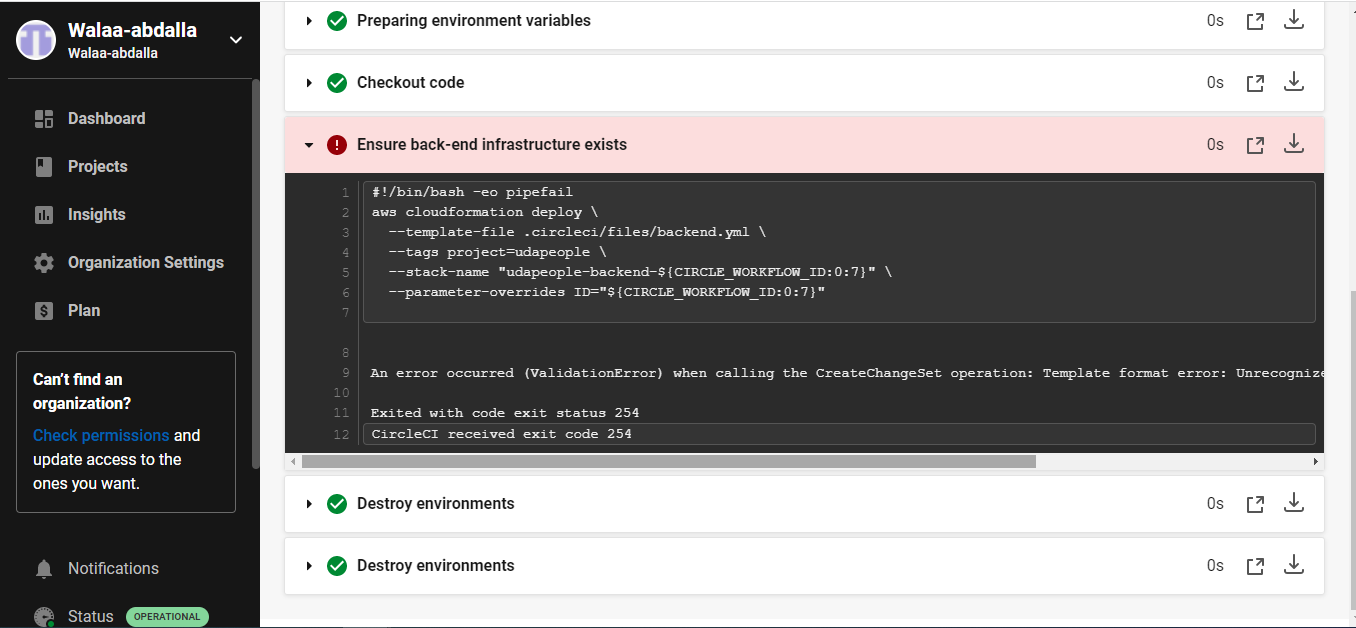 Walaa-abdalla
Walaa-abdalla
Dashboard
Projects
Insights
Organization Settings
Plan
Can't find an
organization?
Check permissions and
update access to the
ones you want.
Notifications
Status OPERATIONAL
Preparing environment variables 0s
Checkout code 0s
Ensure back-end infrastructure exists 0s
1 #!/bin/bash -eo pipefail
2 aws cloudformation deploy \
3 --template-file .circleci/files/backend.yml \
4 --tags project=udapeople \
5 --stack-name "udapeople-backend-${CIRCLE_WORKFLOW_ID:0:7}" \
6 --parameter-overrides ID="${CIRCLE_WORKFLOW_ID:0:7}"
7
8
9 An error occurred (ValidationError) when calling the CreateChangeSet operation: Template format error: Unrecognize
10
11 Exited with code exit status 254
12 CircleCI received exit code 254
Destroy environments 0s
Destroy environments 0s